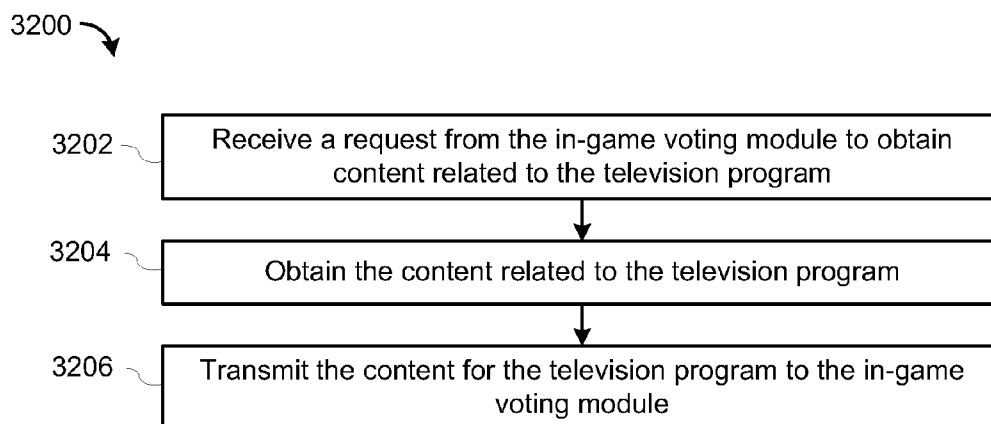 3200
3202
Receive a request from the in-game voting module to obtain
content related to the television program
3204
Obtain the content related to the television program
3206
Transmit the content for the television program to the in-game
voting module